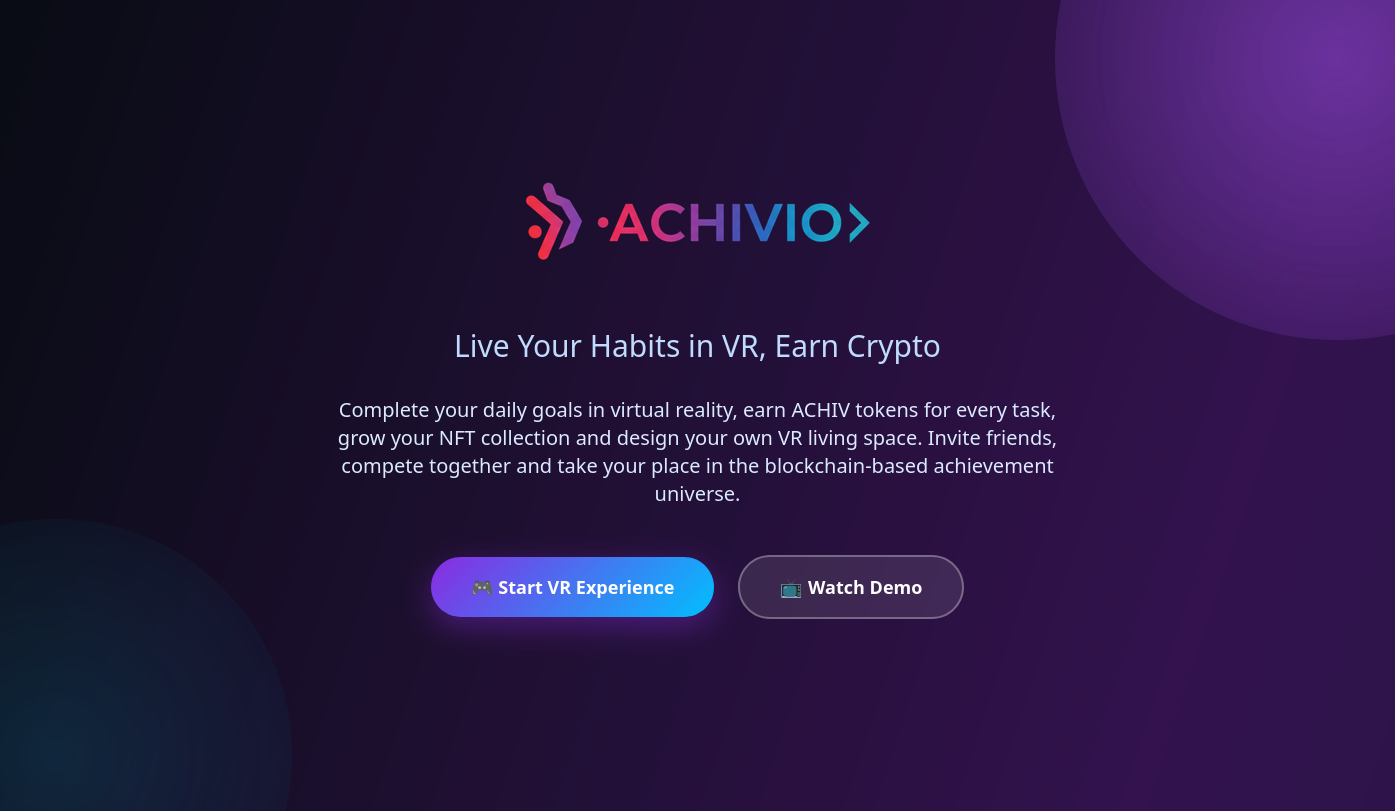 ACHIVIO
Live Your Habits in VR, Earn Crypto
Complete your daily goals in virtual reality, earn ACHIV tokens for every task,
grow your NFT collection and design your own VR living space. Invite friends,
compete together and take your place in the blockchain-based achievement
universe.
🎮 Start VR Experience
📺 Watch Demo